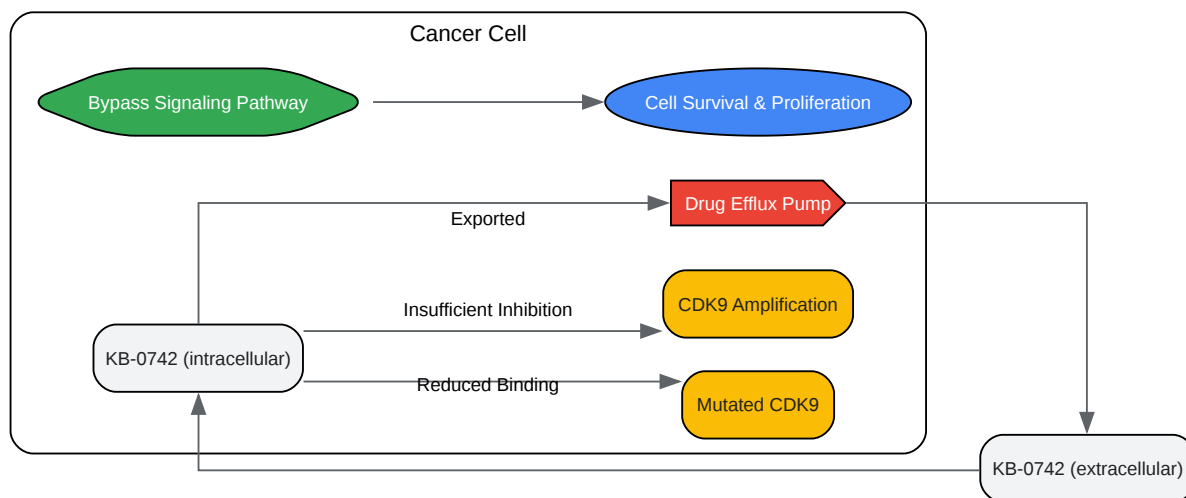 Cancer Cell
Bypass Signaling Pathway
Cell Survival & Proliferation
Drug Efflux Pump
Exported
Insufficient Inhibition
CDK9 Amplification
KB-0742 (intracellular)
Reduced Binding
Mutated CDK9
KB-0742 (extracellular)